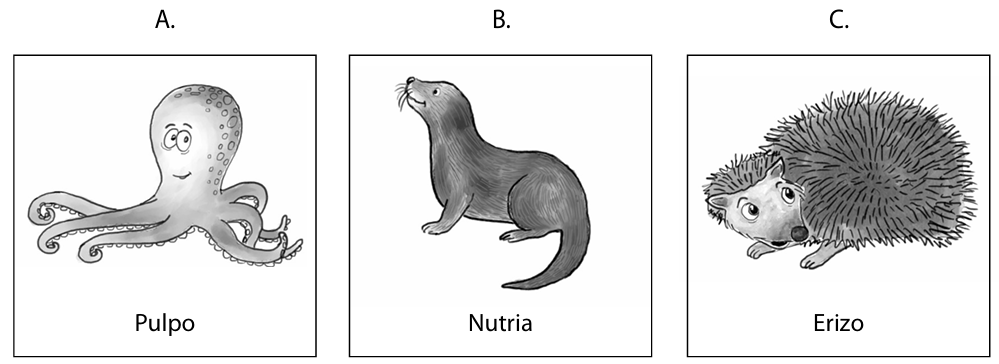 A.
B.
C.
Pulpo
Nutria
Erizo